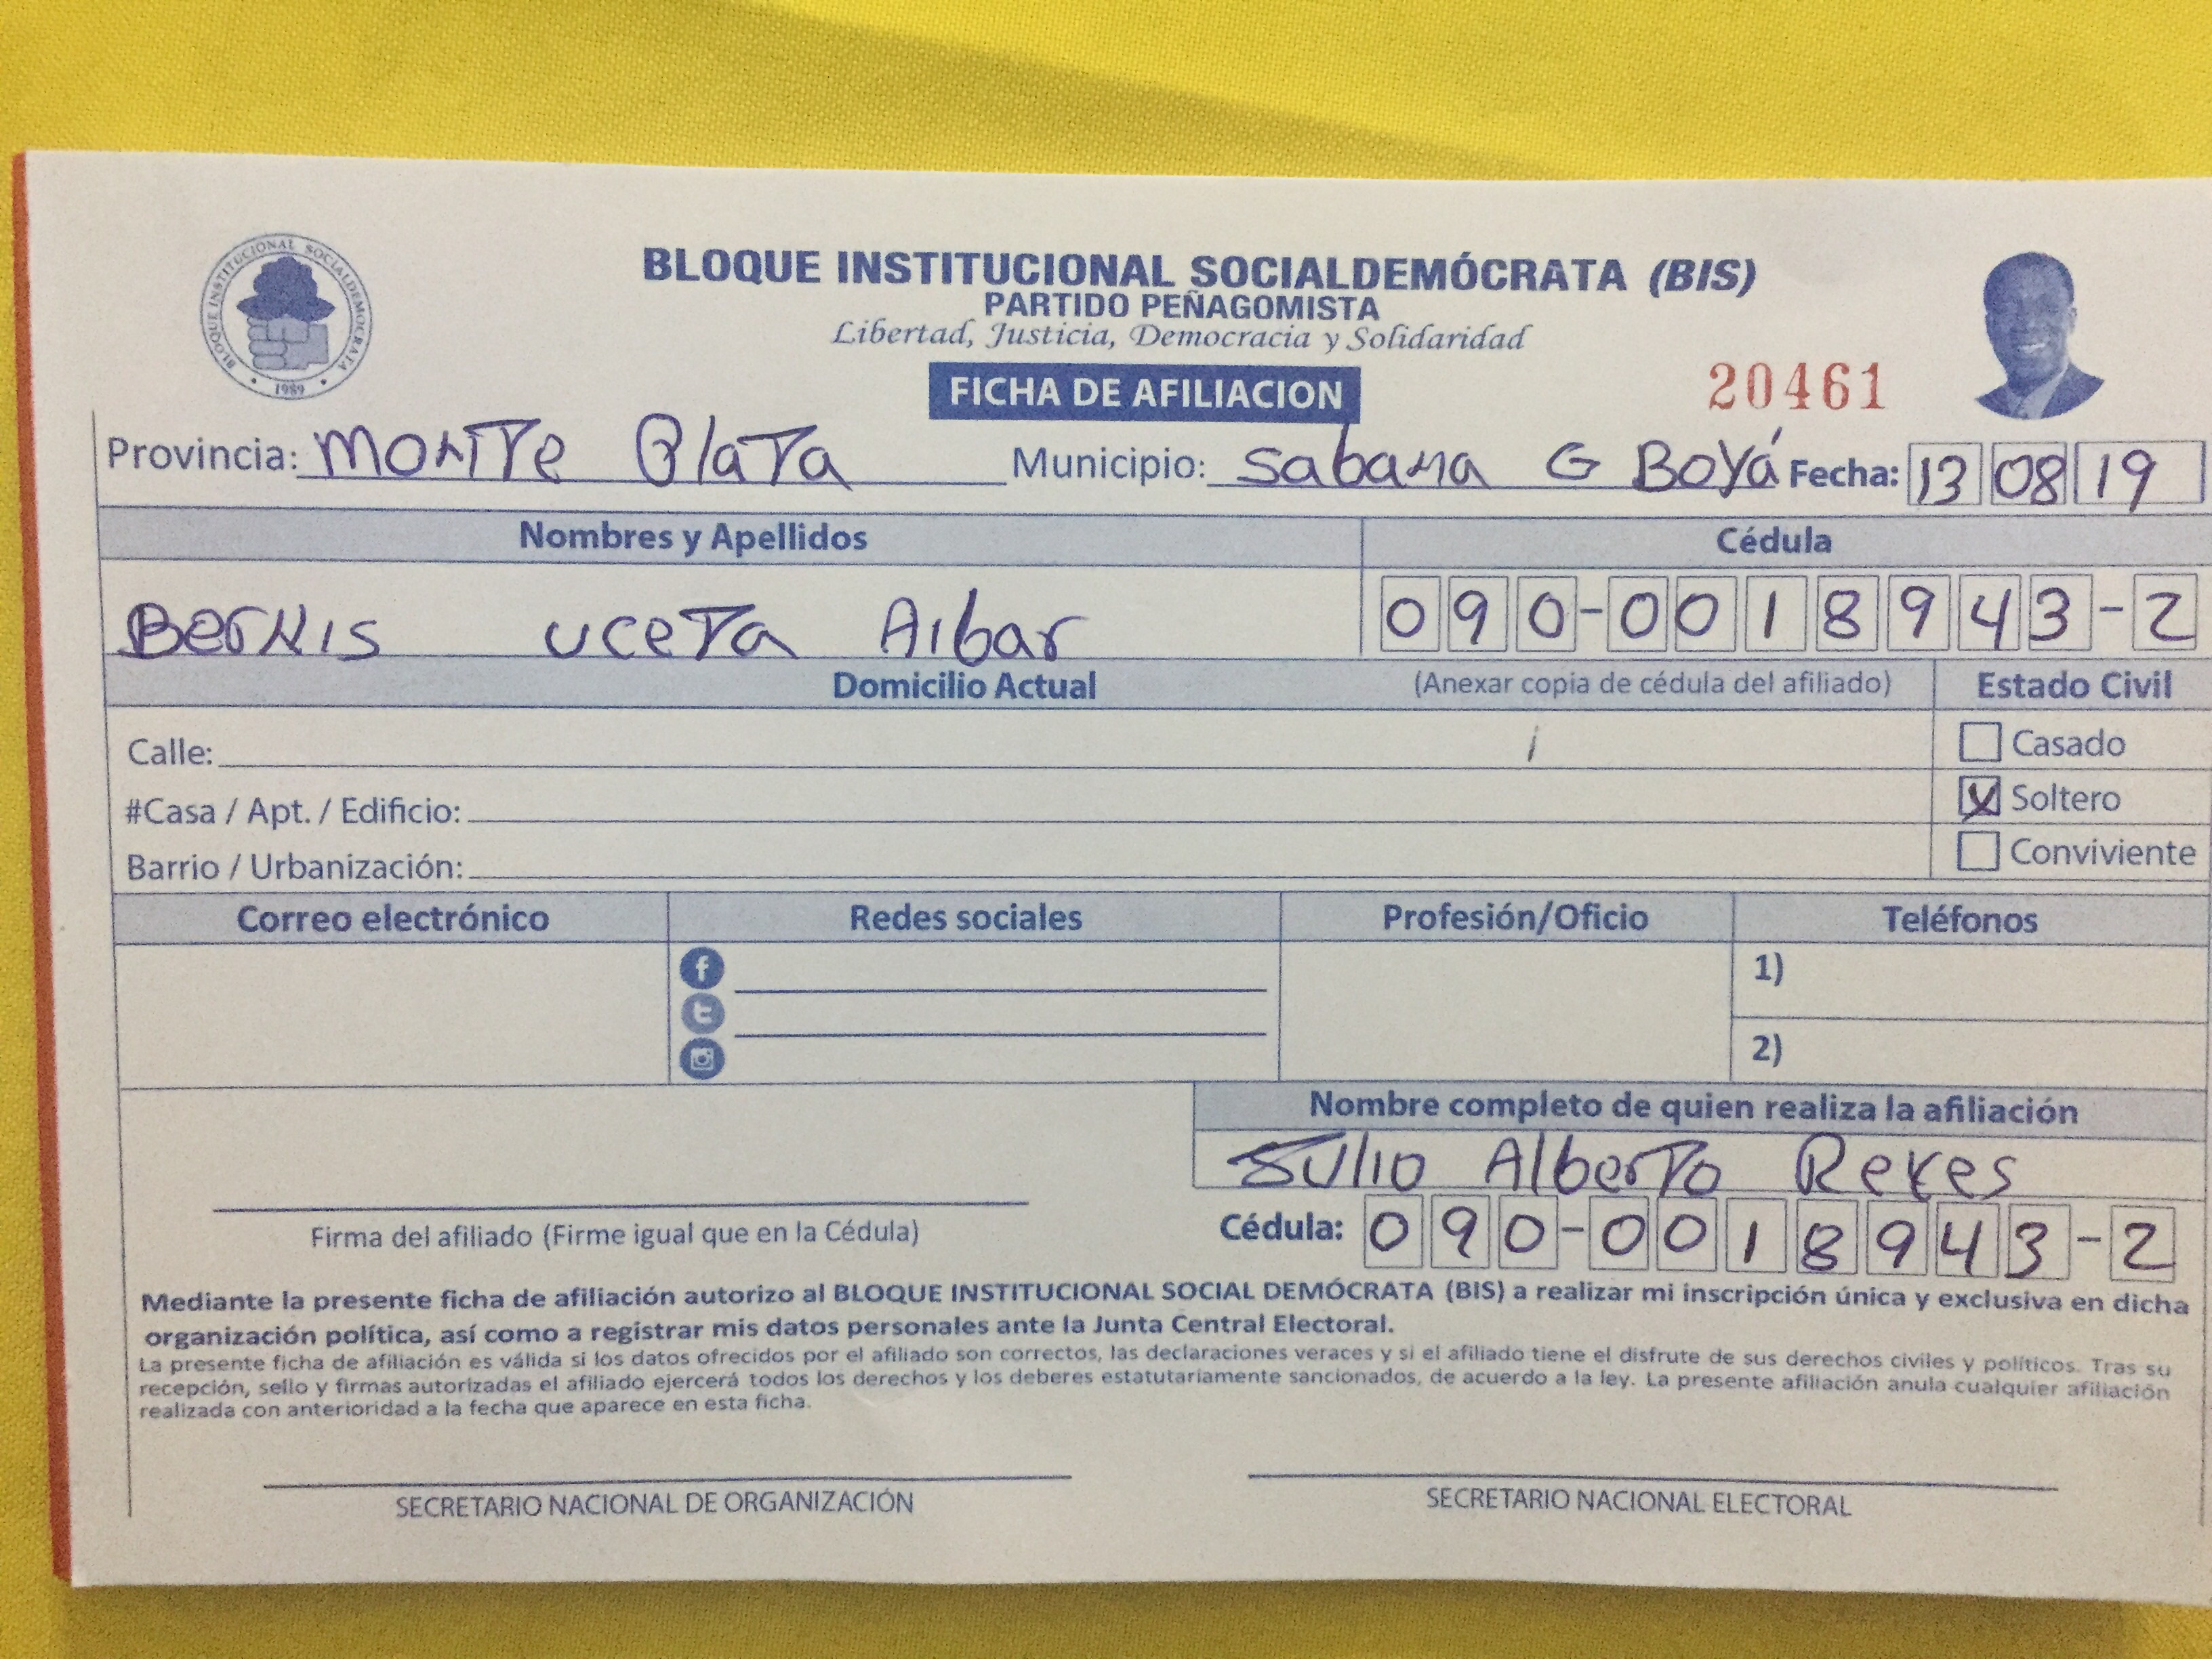 BLOQUE INSTITUCIONAL SOCIALDEMOCRATA
1989
BLOQUE INSTITUCIONAL SOCIALDEMÓCRATA (BIS)
PARTIDO PEÑAGOMISTA
Libertad, Justicia, Democracia y Solidaridad
FICHA DE AFILIACION
20461
Provincia: Monte Plata Municipio: Sabana G Boyá Fecha: 13 08 19
Nombres y Apellidos Cédula
Bernis Uceta Aibar 090-0018943-2
Domicilio Actual (Anexar copia de cédula del afiliado) Estado Civil
Calle: Casado
#Casa / Apt. / Edificio: Soltero
Barrio / Urbanización: Conviviente
Correo electrónico Redes sociales Profesión/Oficio Teléfonos
1)
2)
Nombre completo de quien realiza la afiliación
Julio Alberto Reyes
Firma del afiliado (Firme igual que en la Cédula) Cédula: 090-0018943-2
Mediante la presente ficha de afiliación autorizo al BLOQUE INSTITUCIONAL SOCIAL DEMÓCRATA (BIS) a realizar mi inscripción única y exclusiva en dicha
organización política, así como a registrar mis datos personales ante la Junta Central Electoral.
La presente ficha de afiliación es válida si los datos ofrecidos por el afiliado son correctos, las declaraciones veraces y si el afiliado tiene el disfrute de sus derechos civiles y políticos. Tras su
recepción, sello y firmas autorizadas el afiliado ejercerá todos los derechos y los deberes estatutariamente sancionados, de acuerdo a la ley. La presente afiliación anula cualquier afiliación
realizada con anterioridad a la fecha que aparece en esta ficha.
SECRETARIO NACIONAL DE ORGANIZACIÓN SECRETARIO NACIONAL ELECTORAL